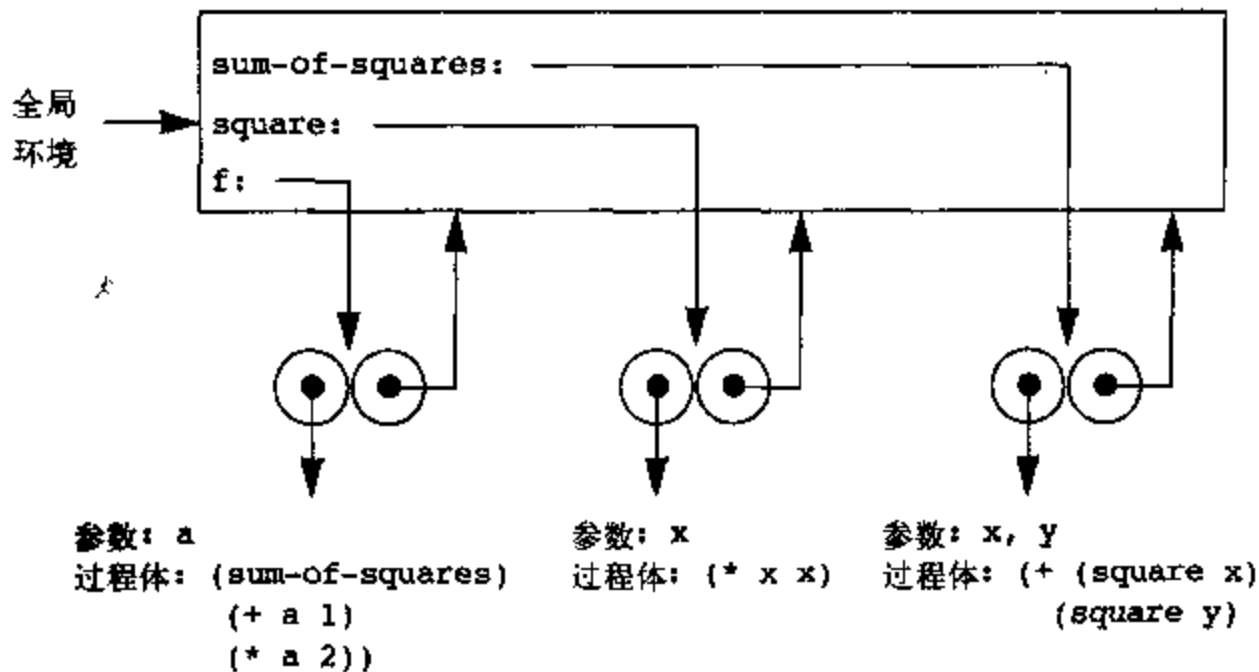 sum-of-squares:
全局
环境
square:
f:
参数: a
过程体: (sum-of-squares)
(+ a 1)
(* a 2))
参数: x
过程体: (* x x)
参数: x, y
过程体: (+ (square x)
(square y)